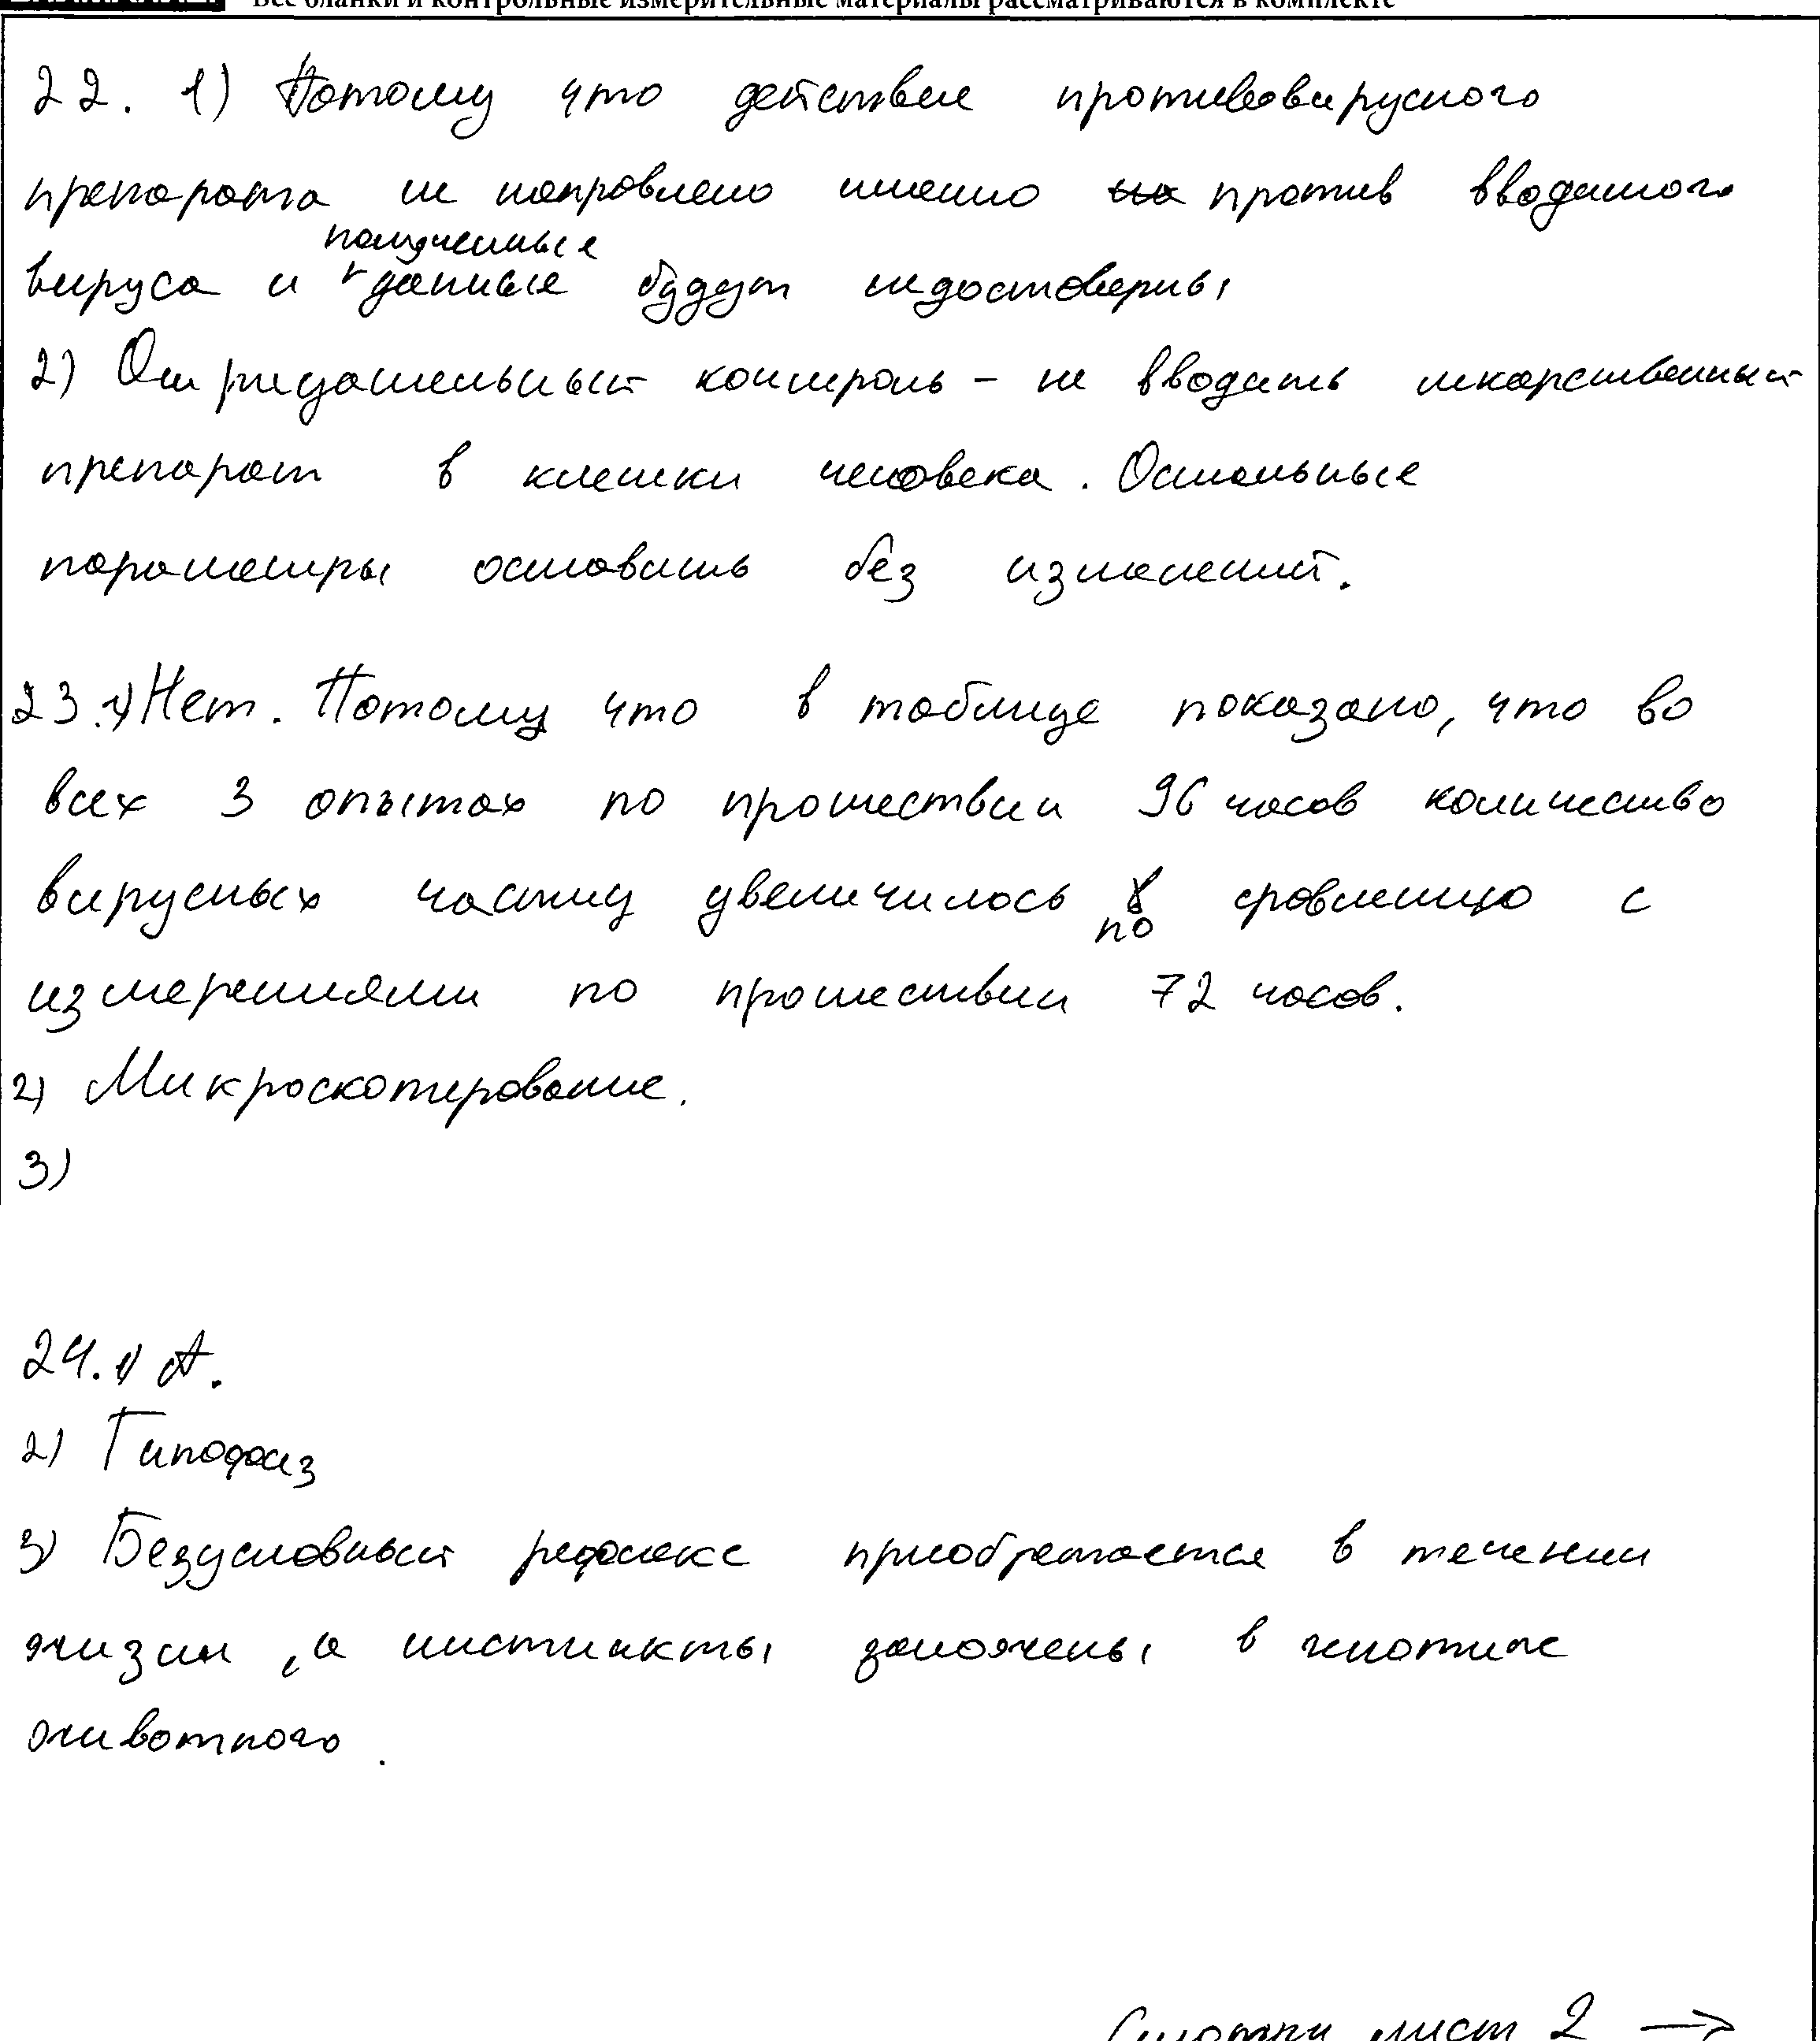 Все бланки и контрольные измерительные материалы рассматриваются в комплекте
22. 1) Потому что действие противовирусного
препарата не направлено именно против вводимого
вируса и полученные данные будут недостоверны
2) Отрицательный контроль – не вводить лекарственный
препарат в клетки человека. Остальные
параметры оставить без изменений.
23. 1) Нет. Потому что в таблице показано, что во
всех 3 опытах по прошествии 96 часов количество
вирусных частиц увеличилось по сравнению с
измерениями по прошествии 72 часов.
2) Микроскопирование.
3)
24. 1) А.
2) Гипофиз
3) Безусловный рефлекс приобретается в течении
жизни, а инстинкты заложены в генотипе
животного.
Смотри лист 2 →